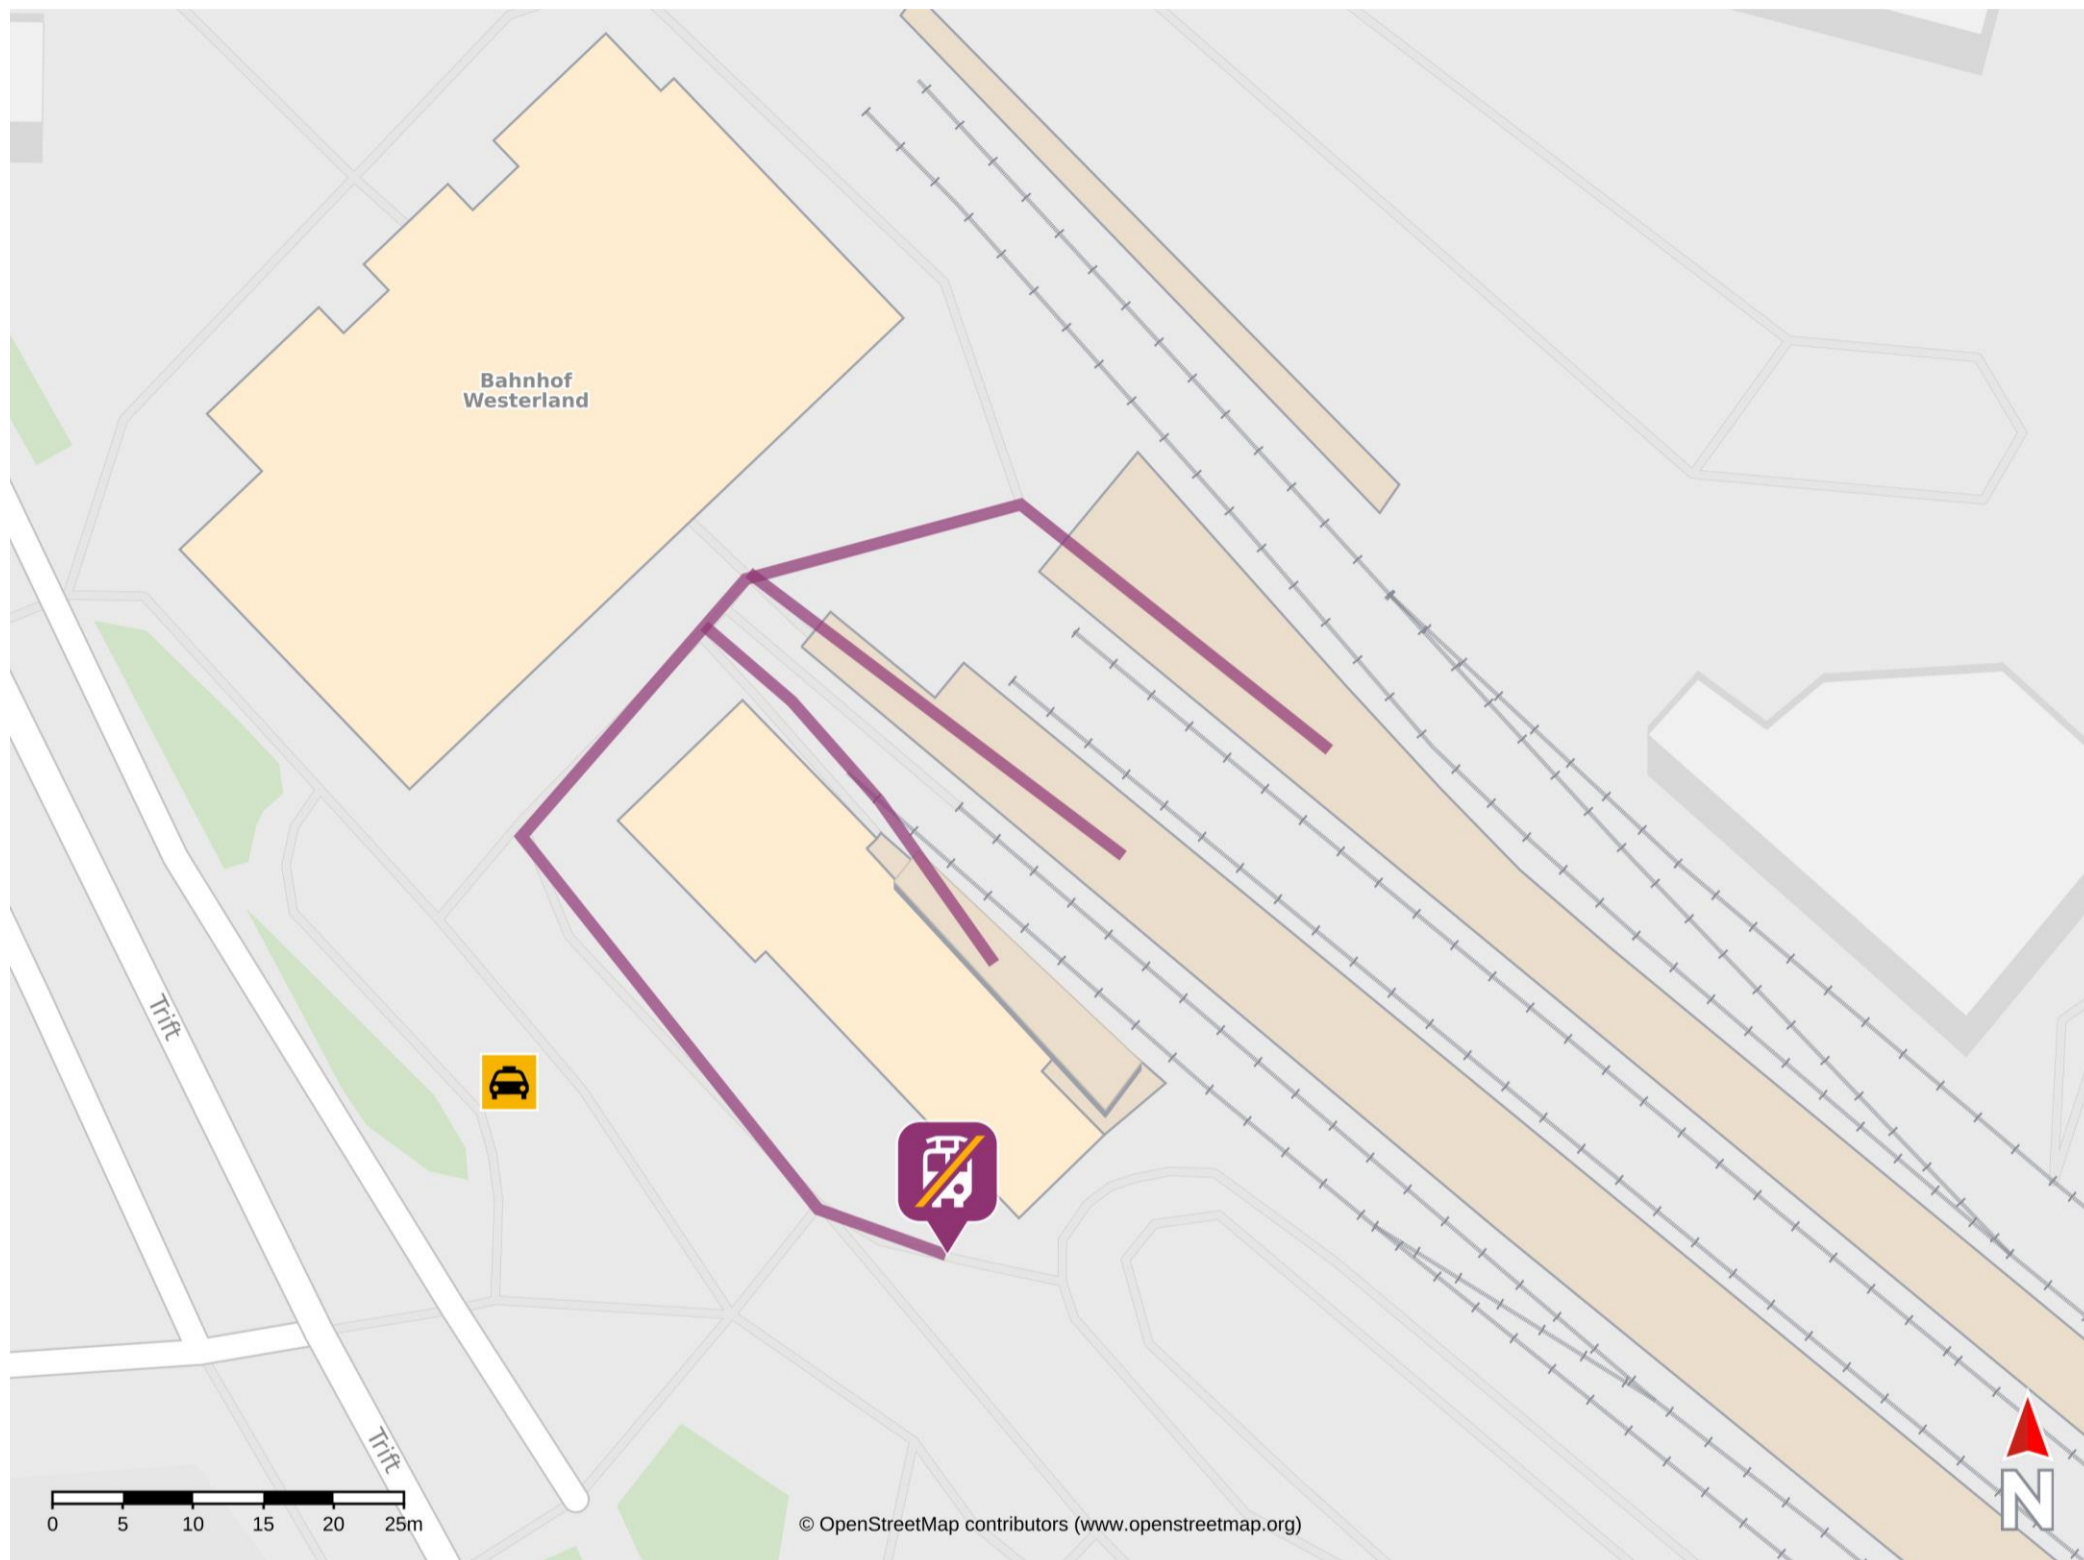 Bahnhof
Westerland
Trift
Trift
0 5 10 15 20 25m
© OpenStreetMap contributors (www.openstreetmap.org)
N